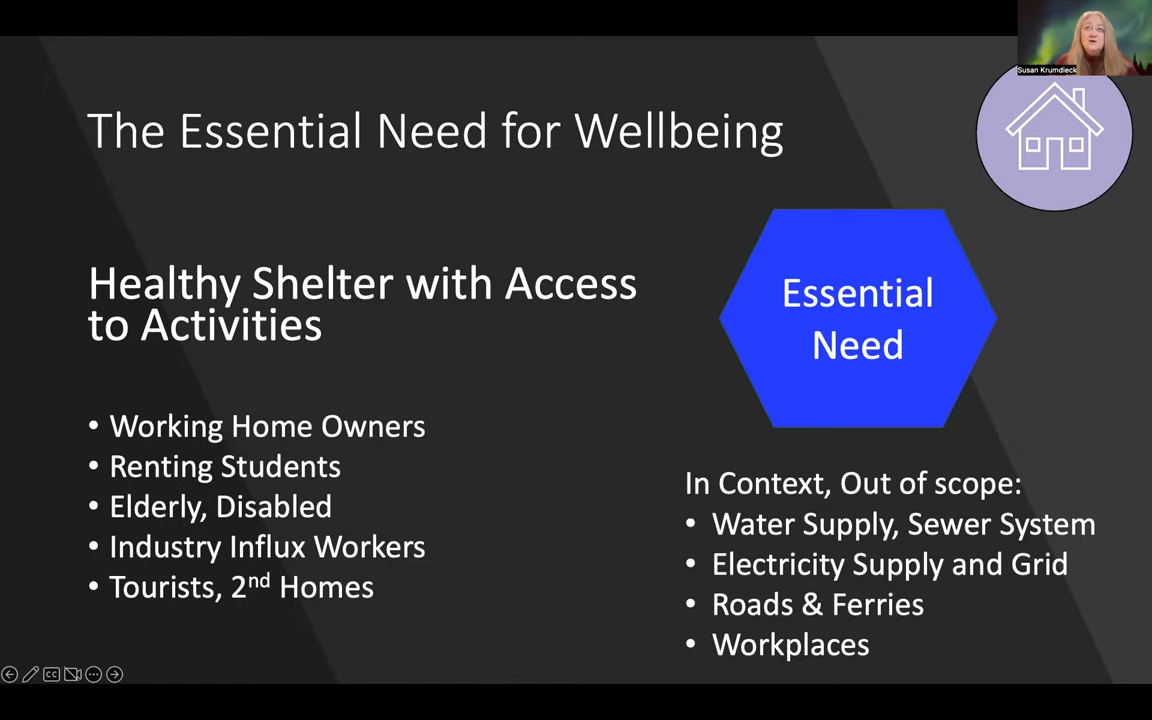 Susan Krumdieck
The Essential Need for Wellbeing
Healthy Shelter with Access
to Activities
• Working Home Owners
• Renting Students
• Elderly, Disabled
• Industry Influx Workers
• Tourists, 2nd Homes
Essential
Need
In Context, Out of scope:
• Water Supply, Sewer System
• Electricity Supply and Grid
• Roads & Ferries
• Workplaces
CC